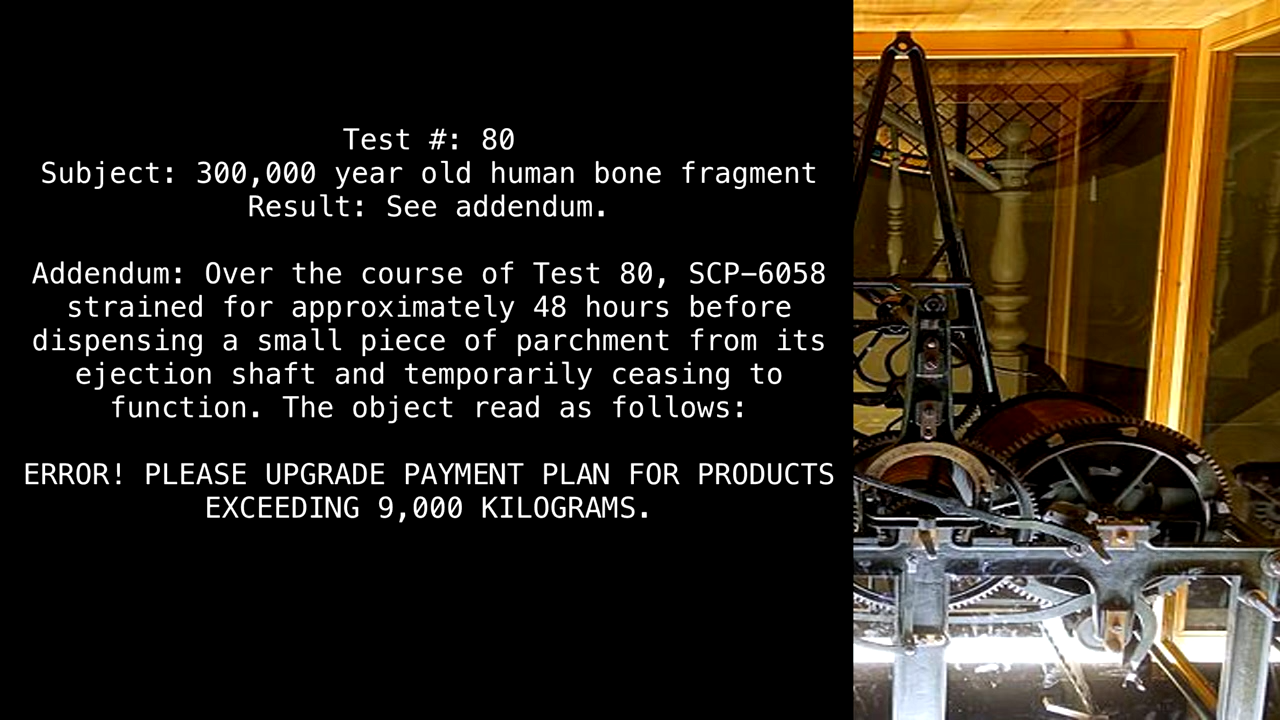 Test #: 80
Subject: 300,000 year old human bone fragment
Result: See addendum.
Addendum: Over the course of Test 80, SCP-6058
strained for approximately 48 hours before
dispensing a small piece of parchment from its
ejection shaft and temporarily ceasing to
function. The object read as follows:
ERROR! PLEASE UPGRADE PAYMENT PLAN FOR PRODUCTS
EXCEEDING 9,000 KILOGRAMS.